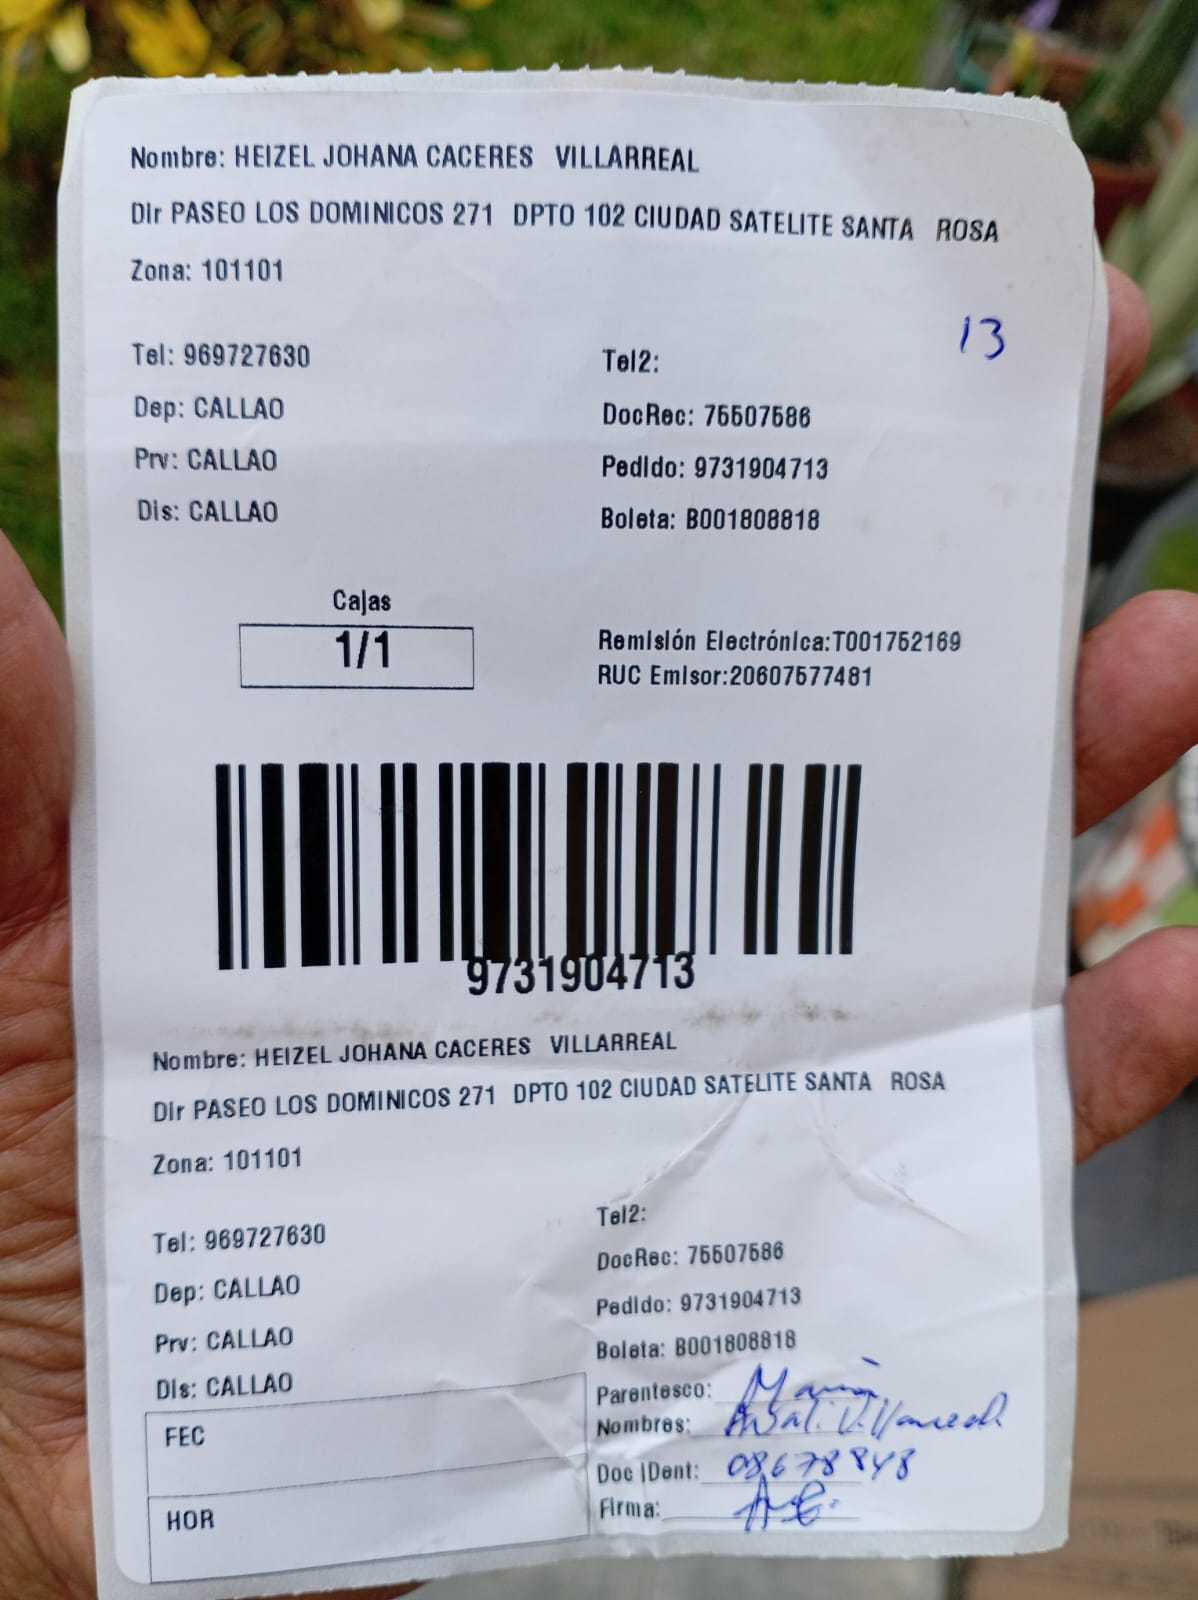 Nombre: HEIZEL JOHANA CACERES VILLARREAL
Dir PASEO LOS DOMINICOS 271 DPTO 102 CIUDAD SATELITE SANTA ROSA
Zona: 101101
13
Tel: 969727630
Tel2:
Dep: CALLAO
DocRec: 75507586
Prv: CALLAO
Pedido: 9731904713
Dis: CALLAO
Boleta: B001808818
Cajas
1/1
Remisión Electrónica:T001752169
RUC Emisor:20607577481
9731904713
Nombre: HEIZEL JOHANA CACERES VILLARREAL
Dir PASEO LOS DOMINICOS 271 DPTO 102 CIUDAD SATELITE SANTA ROSA
Zona: 101101
Tel: 969727630
Tel2:
Dep: CALLAO
DocRec: 75507586
Prv: CALLAO
Pedido: 9731904713
Dis: CALLAO
Boleta: B001808818
FEC
HOR
Parentesco:
Nombres: Villarreal
Doc IDent: 08678848
Firma: